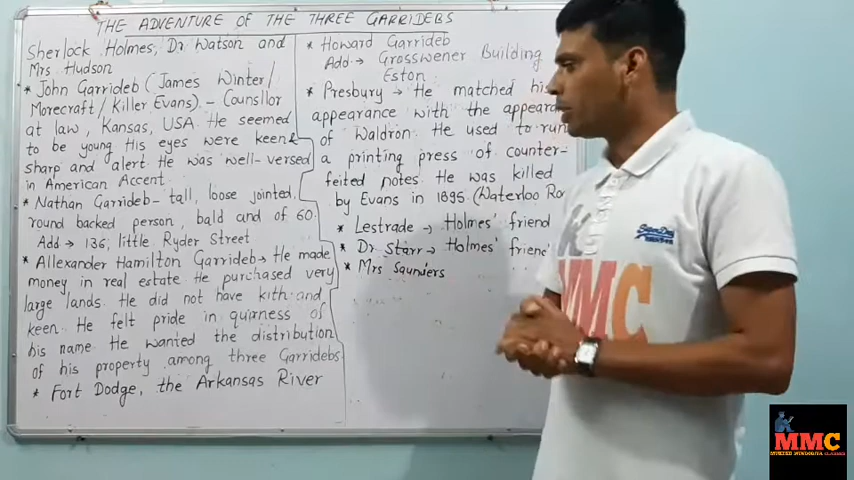 THE ADVENTURE OF THE THREE GARRIDEBS
SHERLOCK HOLMES, DR WATSON and
MRS HUDSON
* JOHN GARRIDEB (JAMES WINTER/
MORECRAFT/KILLER EVANS).- COUNSLLOR
at law, KANSAS, USA. He seemed
to be young. His eyes were keen &
sharp and alert. He was well-versed
in American Accent.
* NATHAN GARRIDEB- tall, loose jointed,
round backed person, bald and of 60.
Add → 136, little Ryder Street
* ALLEXANDER HAMILTON GARRIDEB→ He made
money in real estate. He purchased very
large lands. He did not have kith and
keen. He felt pride in quirness of
his name. He wanted the distribution
of his property among three Garridebs
* FORT DODGE, the ARKANSAS RIVER
* HOWARD GARRIDEB
Add → GROSSWENER BUILDING
ESTON
* PRESBURY → He matched his
appearance with the appeara
of WALDRON. He used to run
a printing press of counter-
feited notes. He was killed
by EVANS in 1895 (Waterloo Ro
* LESTRADE → HOLMES' friend
* DR STARR → HOLMES' friend
* MRS SAUNDERS
MMC
MMC